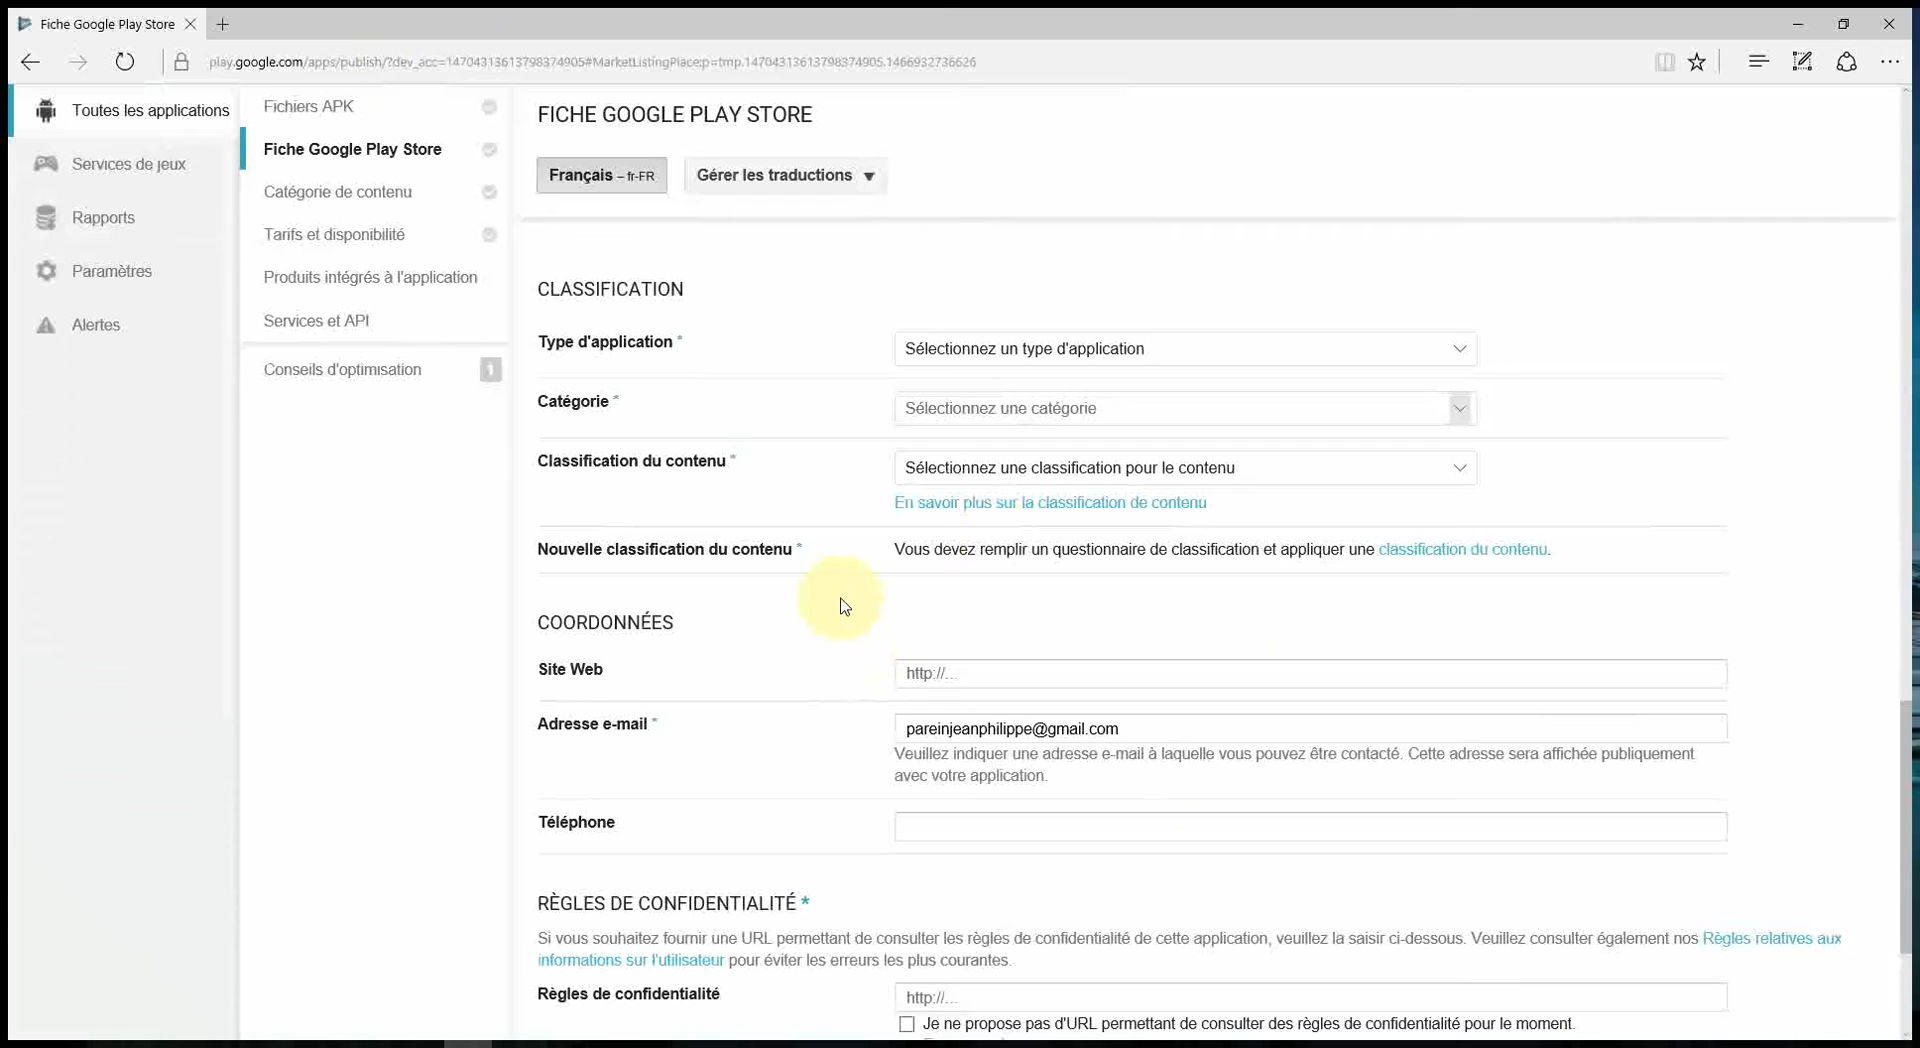 Fiche Google Play Store
play.google.com/apps/publish/?dev_acc=14704313613798374905#MarketListingPlace:p=tmp.14704313613798374905.1466932736626
Toutes les applications
Services de jeux
Rapports
Paramètres
Alertes
Fichiers APK
Fiche Google Play Store
Catégorie de contenu
Tarifs et disponibilité
Produits intégrés à l'application
Services et API
Conseils d'optimisation 1
FICHE GOOGLE PLAY STORE
Français – fr-FR Gérer les traductions
CLASSIFICATION
Type d'application * Sélectionnez un type d'application
Catégorie * Sélectionnez une catégorie
Classification du contenu * Sélectionnez une classification pour le contenu
En savoir plus sur la classification de contenu
Nouvelle classification du contenu * Vous devez remplir un questionnaire de classification et appliquer une classification du contenu.
COORDONNÉES
Site Web http://...
Adresse e-mail * pareinjeanphilippe@gmail.com
Veuillez indiquer une adresse e-mail à laquelle vous pouvez être contacté. Cette adresse sera affichée publiquement
avec votre application.
Téléphone
RÈGLES DE CONFIDENTIALITÉ *
Si vous souhaitez fournir une URL permettant de consulter les règles de confidentialité de cette application, veuillez la saisir ci-dessous. Veuillez consulter également nos Règles relatives aux
informations sur l'utilisateur pour éviter les erreurs les plus courantes.
Règles de confidentialité http://...
Je ne propose pas d'URL permettant de consulter des règles de confidentialité pour le moment.